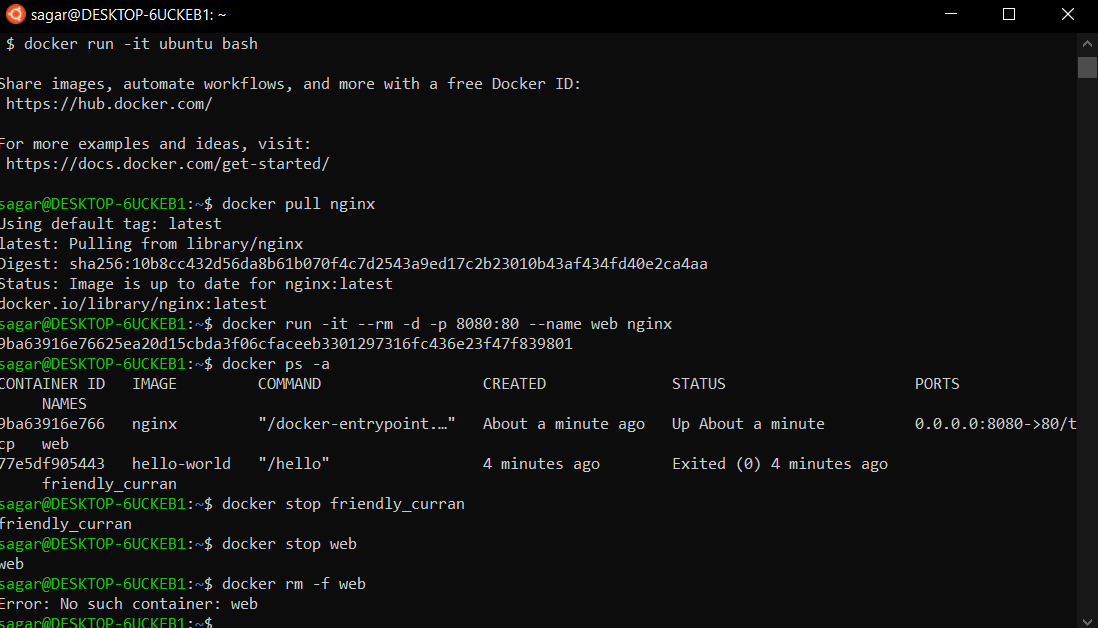 sagar@DESKTOP-6UCKEB1: ~
$ docker run -it ubuntu bash
Share images, automate workflows, and more with a free Docker ID:
https://hub.docker.com/
For more examples and ideas, visit:
https://docs.docker.com/get-started/
sagar@DESKTOP-6UCKEB1:~$ docker pull nginx
Using default tag: latest
latest: Pulling from library/nginx
Digest: sha256:10b8cc432d56da8b61b070f4c7d2543a9ed17c2b23010b43af434fd40e2ca4aa
Status: Image is up to date for nginx:latest
docker.io/library/nginx:latest
sagar@DESKTOP-6UCKEB1:~$ docker run -it --rm -d -p 8080:80 --name web nginx
9ba63916e76625ea20d15cbda3f06cfaceeb3301297316fc436e23f47f839801
sagar@DESKTOP-6UCKEB1:~$ docker ps -a
CONTAINER ID   IMAGE         COMMAND                  CREATED              STATUS                     PORTS
NAMES
9ba63916e766   nginx         "/docker-entrypoint.…"   About a minute ago   Up About a minute          0.0.0.0:8080->80/t
cp   web
77e5df905443   hello-world   "/hello"                 4 minutes ago        Exited (0) 4 minutes ago
friendly_curran
sagar@DESKTOP-6UCKEB1:~$ docker stop friendly_curran
friendly_curran
sagar@DESKTOP-6UCKEB1:~$ docker stop web
web
sagar@DESKTOP-6UCKEB1:~$ docker rm -f web
Error: No such container: web
sagar@DESKTOP-6UCKEB1:~$